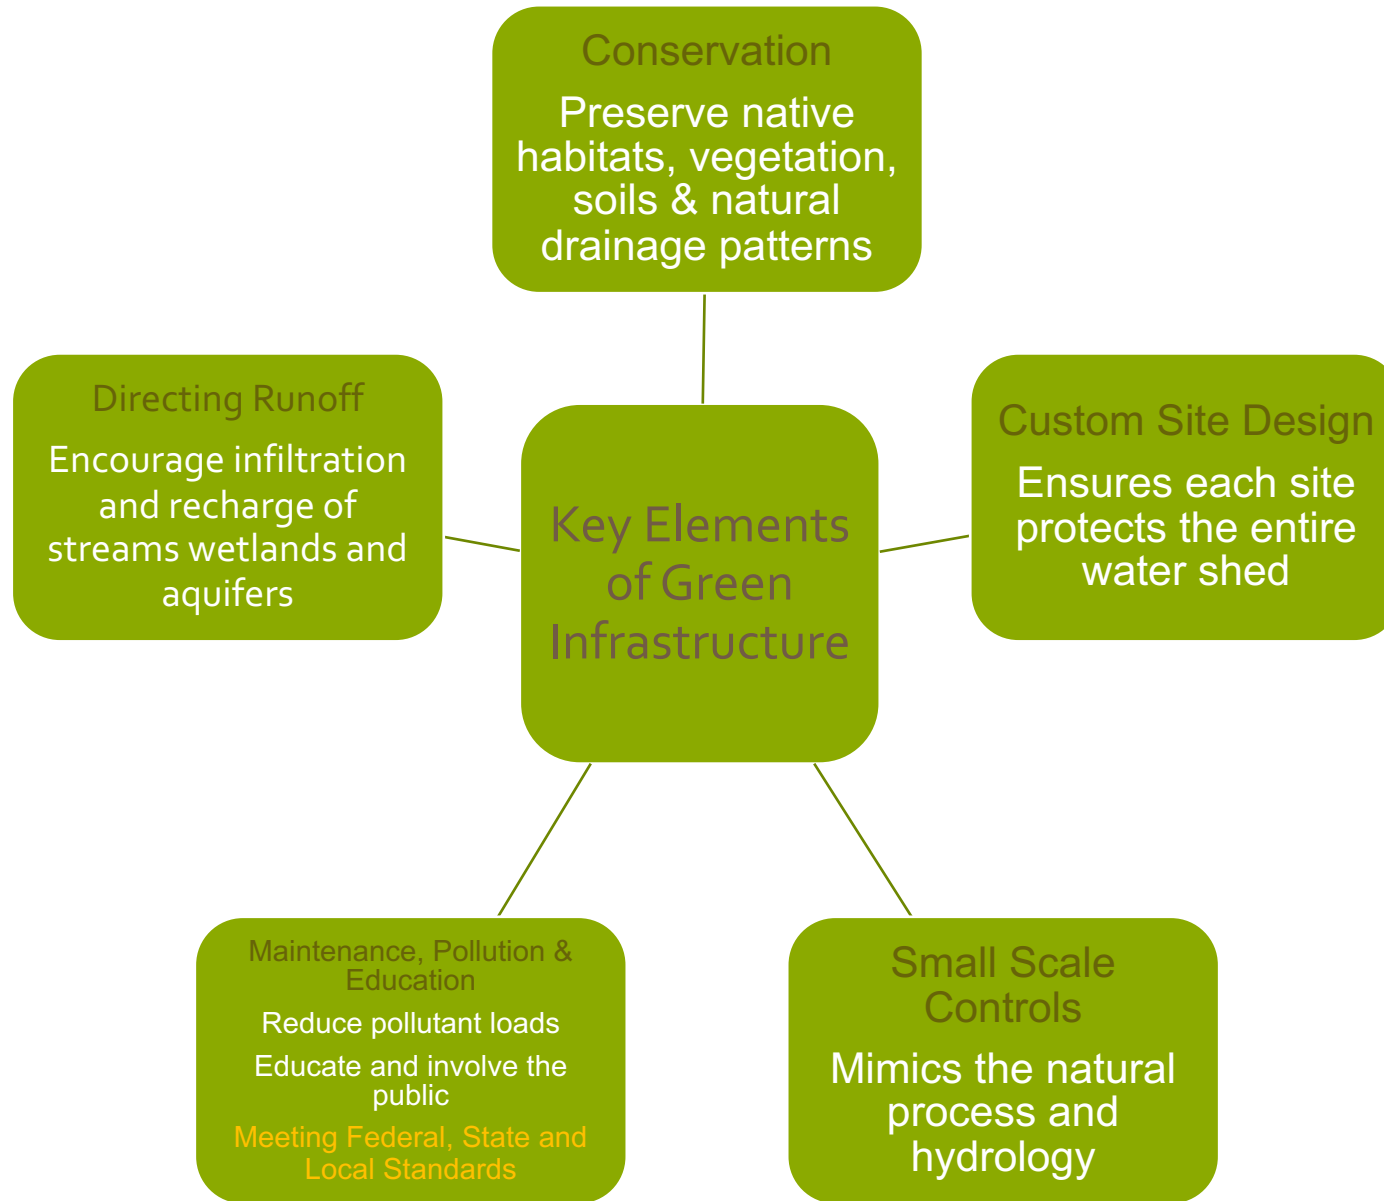 Conservation
Preserve native
habitats, vegetation,
soils & natural
drainage patterns
Directing Runoff
Encourage infiltration
and recharge of
streams wetlands and
aquifers
Key Elements
of Green
Infrastructure
Custom Site Design
Ensures each site
protects the entire
water shed
Maintenance, Pollution &
Education
Reduce pollutant loads
Educate and involve the
public
Meeting Federal, State and
Local Standards
Small Scale
Controls
Mimics the natural
process and
hydrology